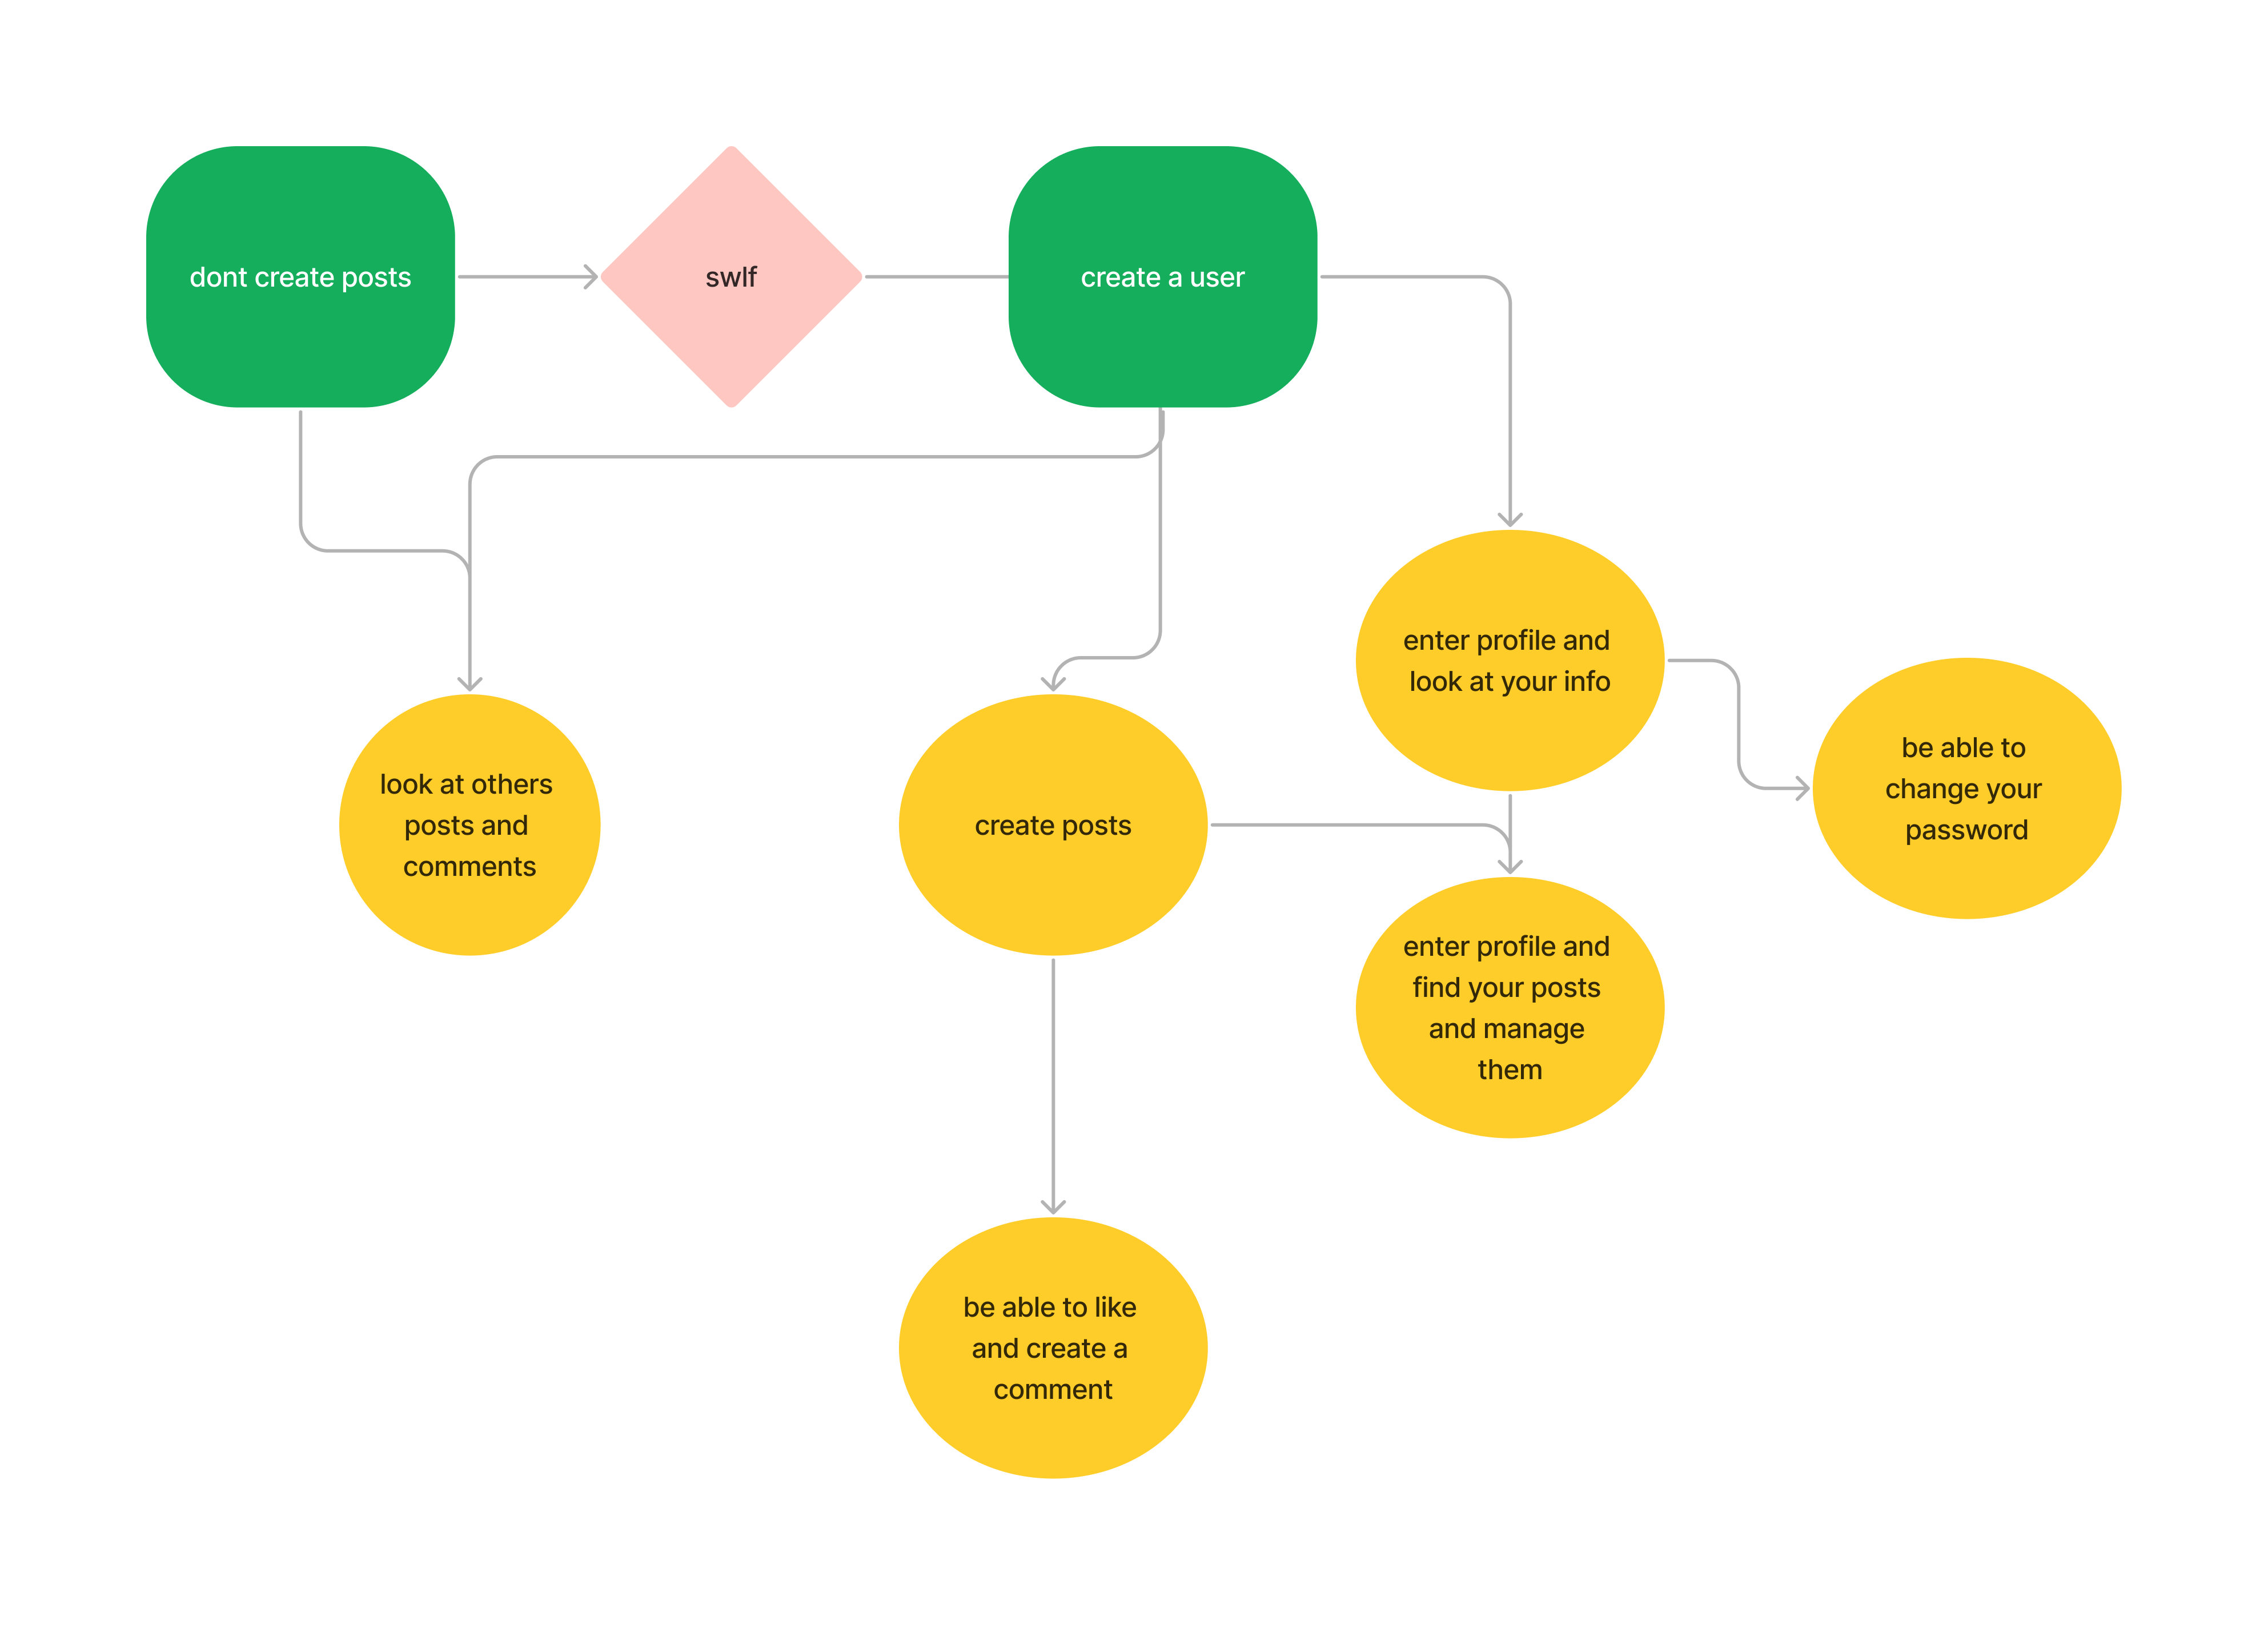 dont create posts
swlf
create a user
enter profile and
look at your info
be able to
change your
password
look at others
posts and
comments
create posts
enter profile and
find your posts
and manage
them
be able to like
and create a
comment